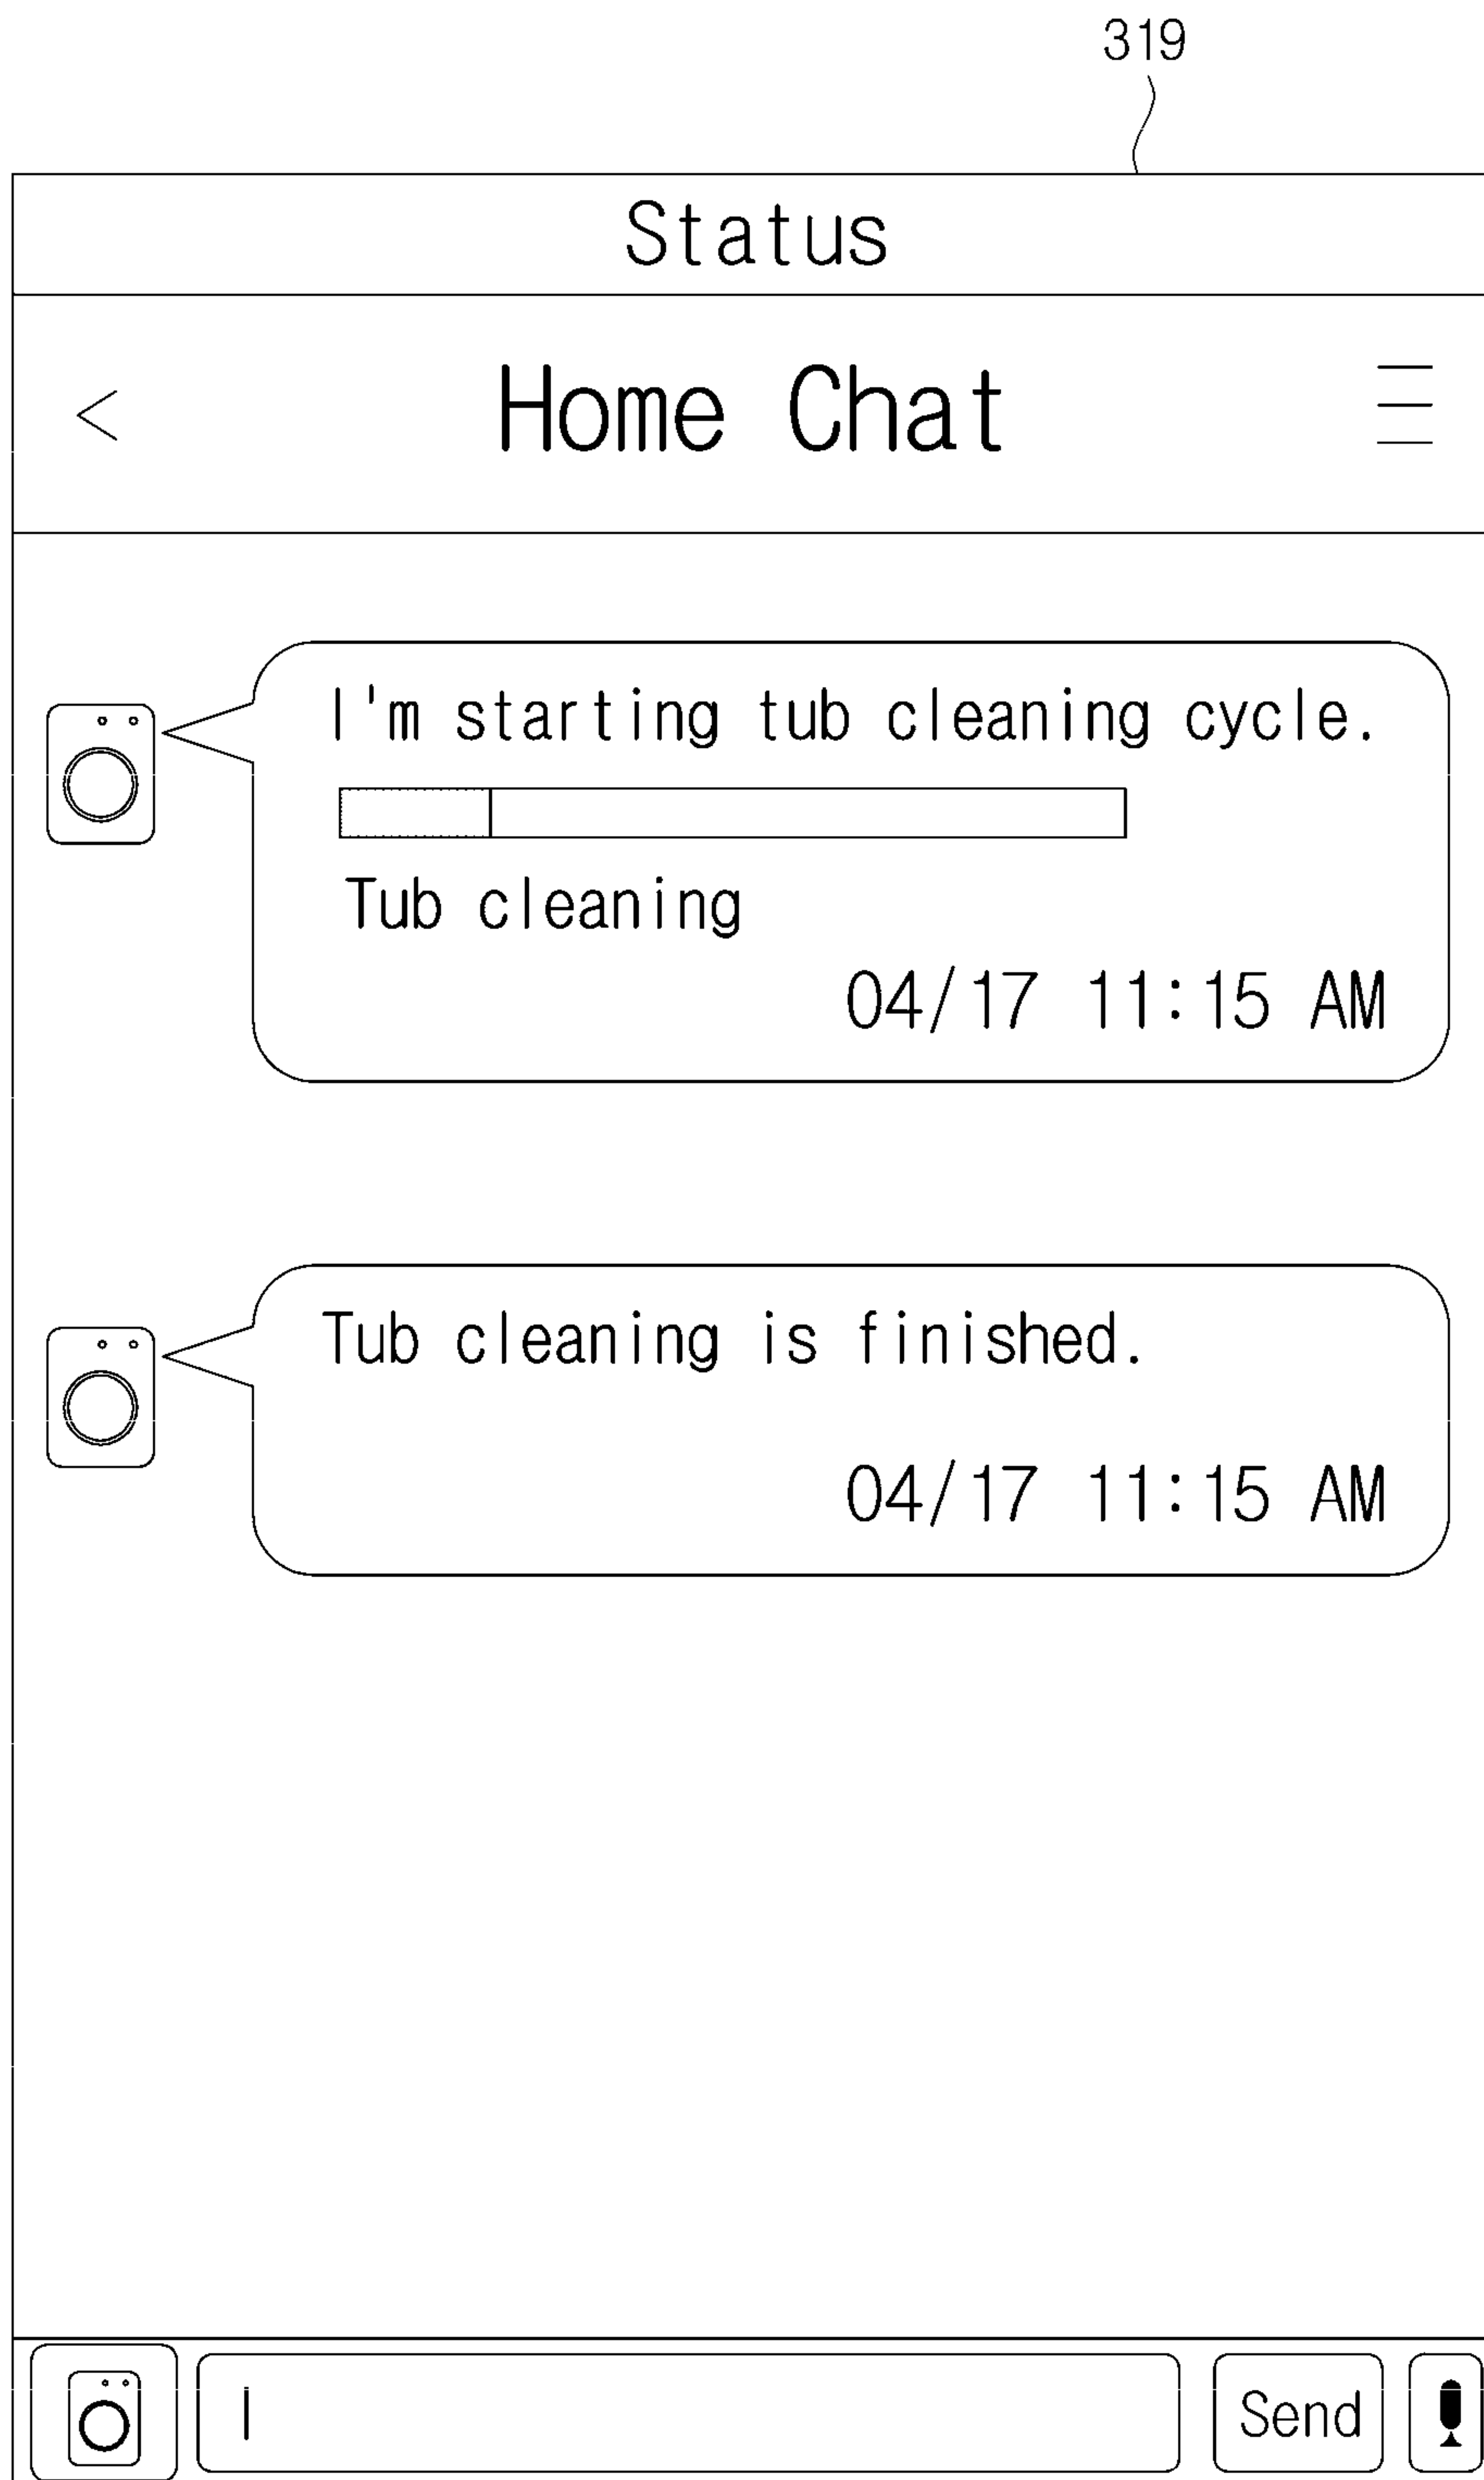 319
Status
Home Chat
I'm starting tub cleaning cycle.
Tub cleaning
04/17 11:15 AM
Tub cleaning is finished.
04/17 11:15 AM
Send